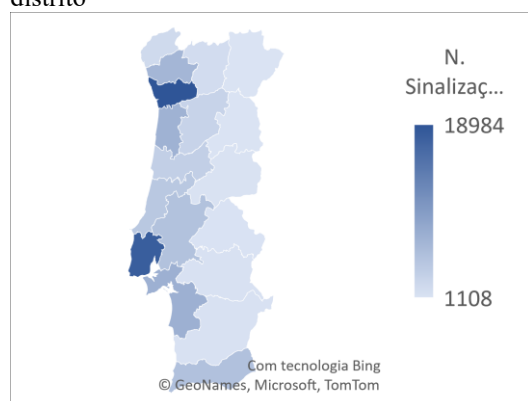 distrito
N.
Sinalizaç...
18984
1108
Com tecnologia Bing
© GeoNames, Microsoft, TomTom